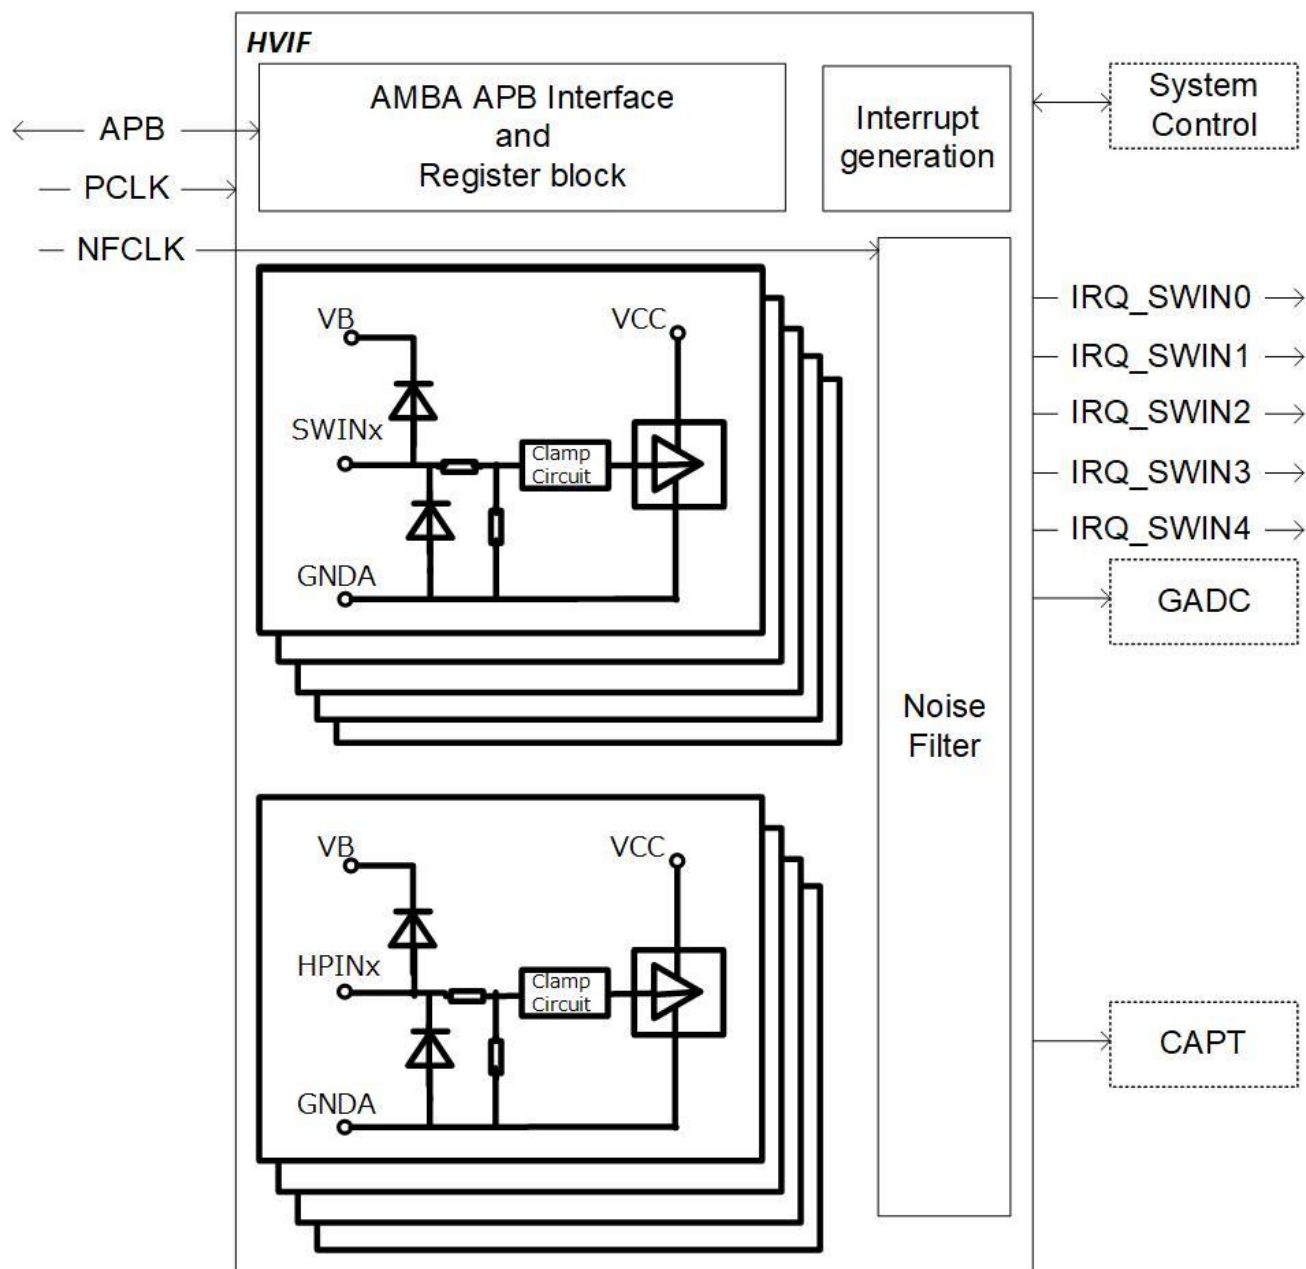 HVIF
AMBA APB Interface
and
Register block
Interrupt
generation
System
Control
APB
PCLK
NFCLK
VB
VCC
SWINx
Clamp
Circuit
GNDA
IRQ_SWIN0
IRQ_SWIN1
IRQ_SWIN2
IRQ_SWIN3
IRQ_SWIN4
GADC
Noise
Filter
VB
VCC
HPINx
Clamp
Circuit
GNDA
CAPT